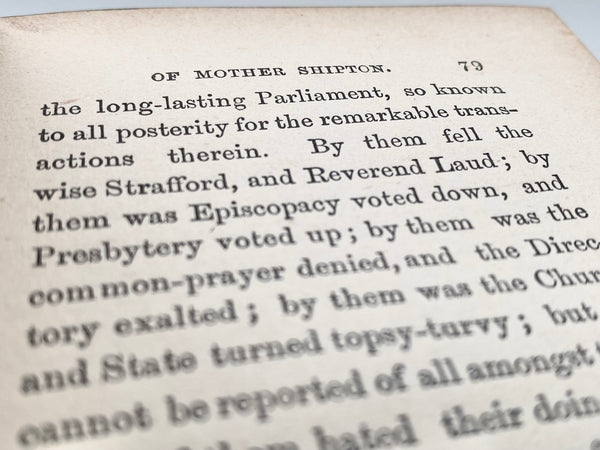 OF MOTHER SHIPTON. 79
the long-lasting Parliament, so known
to all posterity for the remarkable trans-
actions therein. By them fell the
wise Strafford, and Reverend Laud; by
them was Episcopacy voted down, and
Presbytery voted up; by them was the
common-prayer denied, and the Direc
tory exalted; by them was the Chur
and State turned topsy-turvy; but
cannot be reported of all amongst
them hated their doin